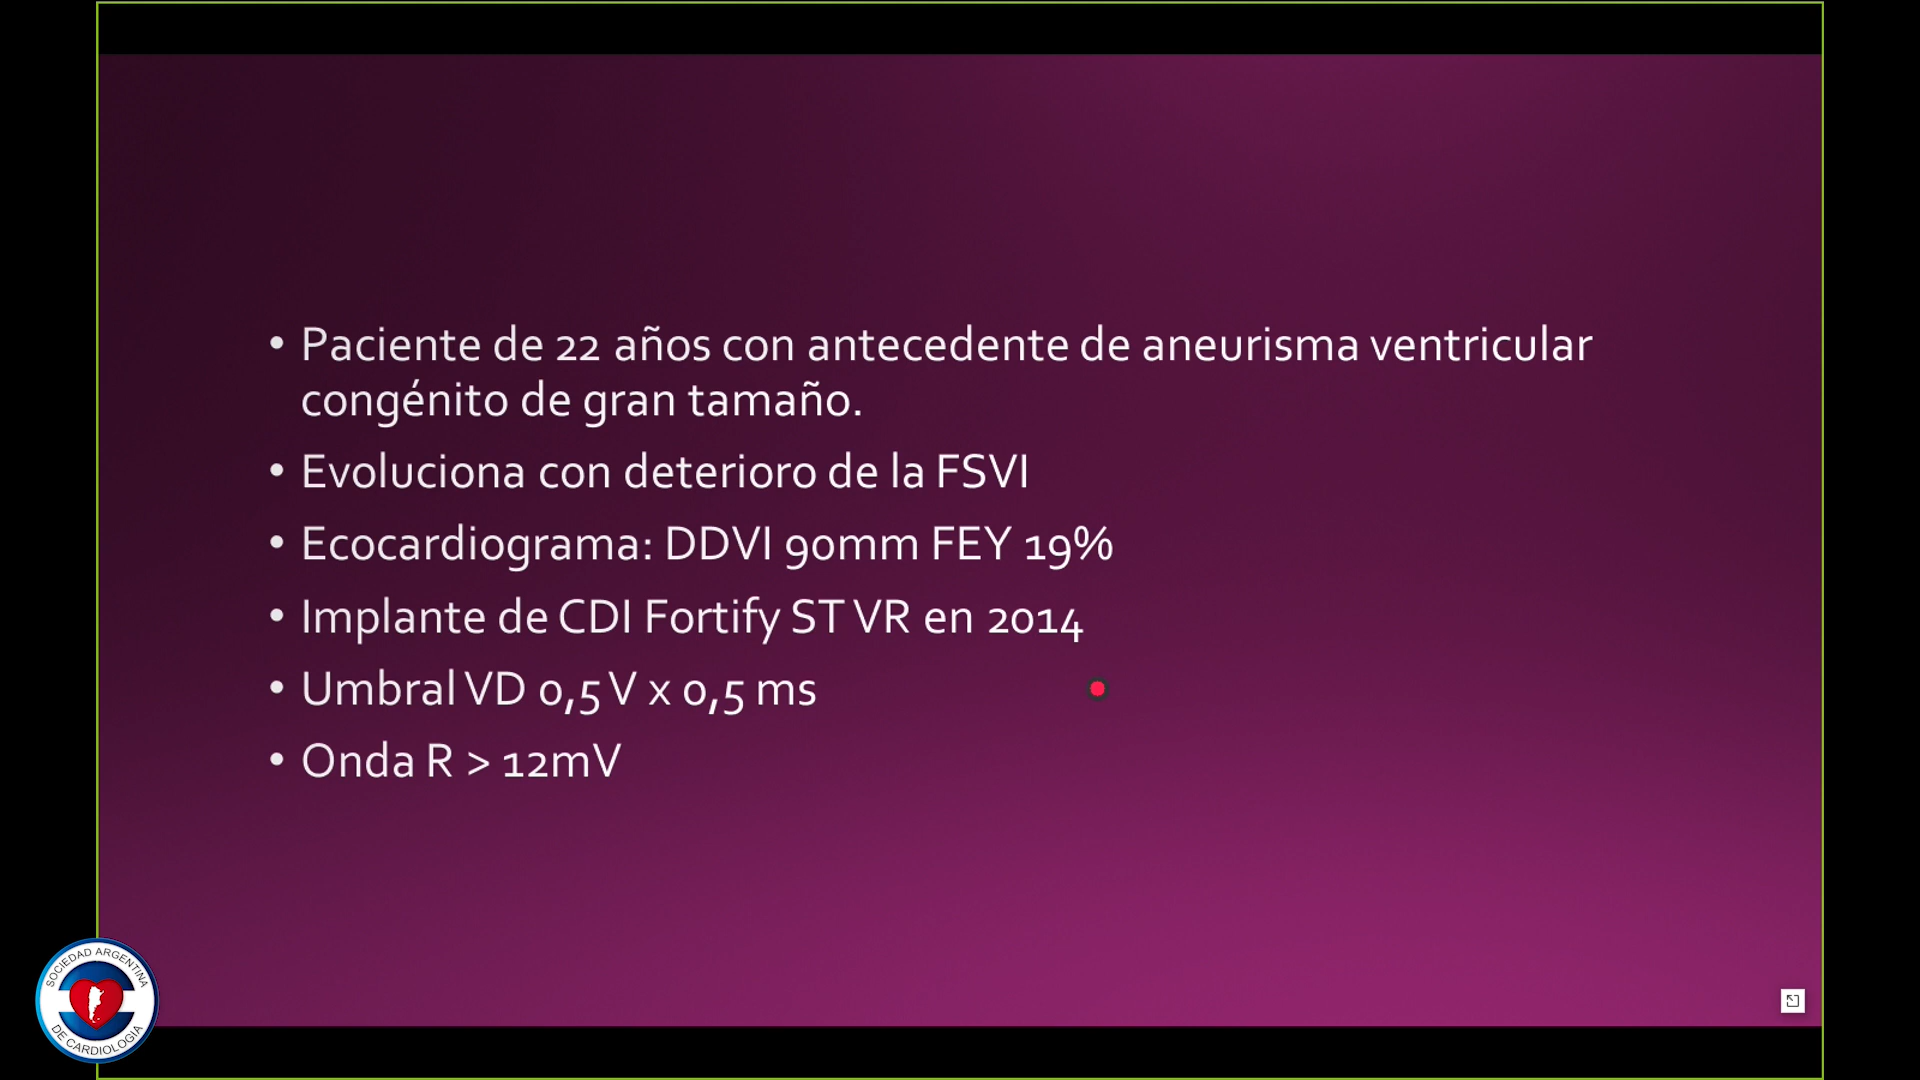 • Paciente de 22 años con antecedente de aneurisma ventricular
congénito de gran tamaño.
• Evoluciona con deterioro de la FSVI
• Ecocardiograma: DDVI 90mm FEY 19%
• Implante de CDI Fortify ST VR en 2014
• Umbral VD 0,5 V x 0,5 ms
• Onda R > 12mV
SOCIEDAD ARGENTINA
DE CARDIOLOGIA